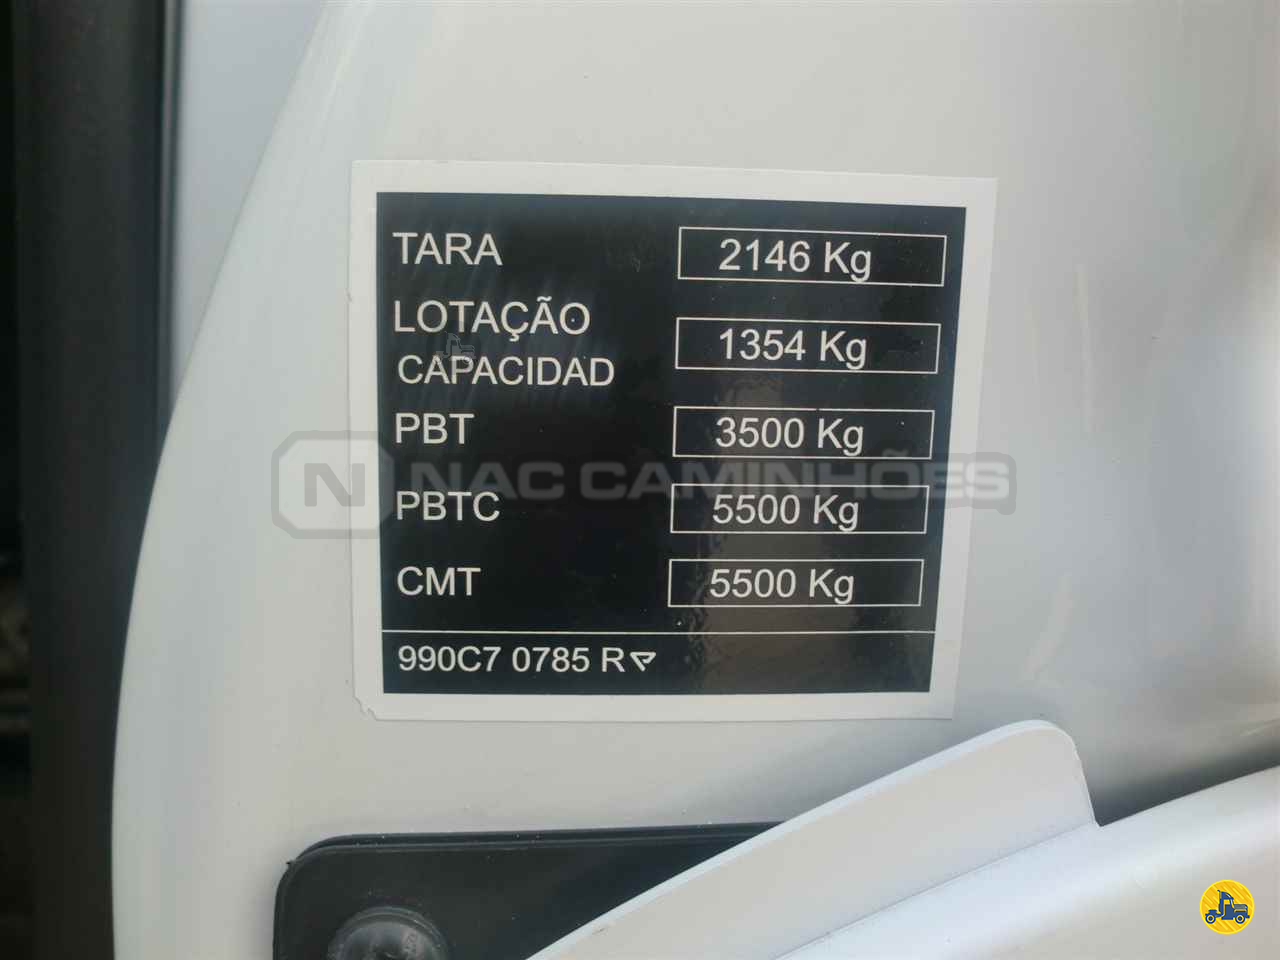 TARA 2146 Kg
LOTAÇÃO
CAPACIDAD 1354 Kg
PBT 3500 Kg
N NAC CAMINHÕES
PBTC 5500 Kg
CMT 5500 Kg
990C7 0785 R